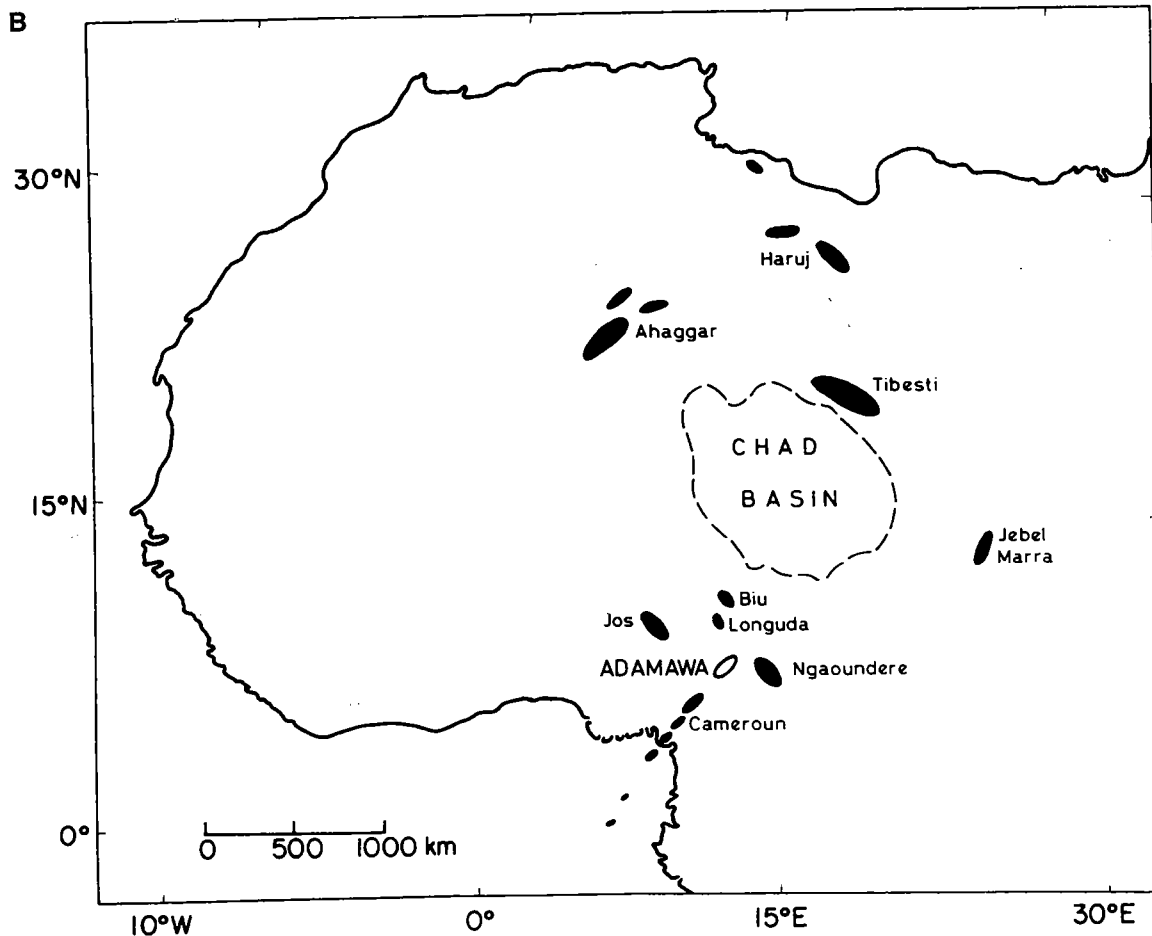 B
30°N
Haruj
Ahaggar
Tibesti
CHAD
BASIN
15°N
Jebel
Marra
Biu
Jos
Longuda
ADAMAWA
Ngaoundere
Cameroun
0°
0 500 1000 km
10°W 0° 15°E 30°E